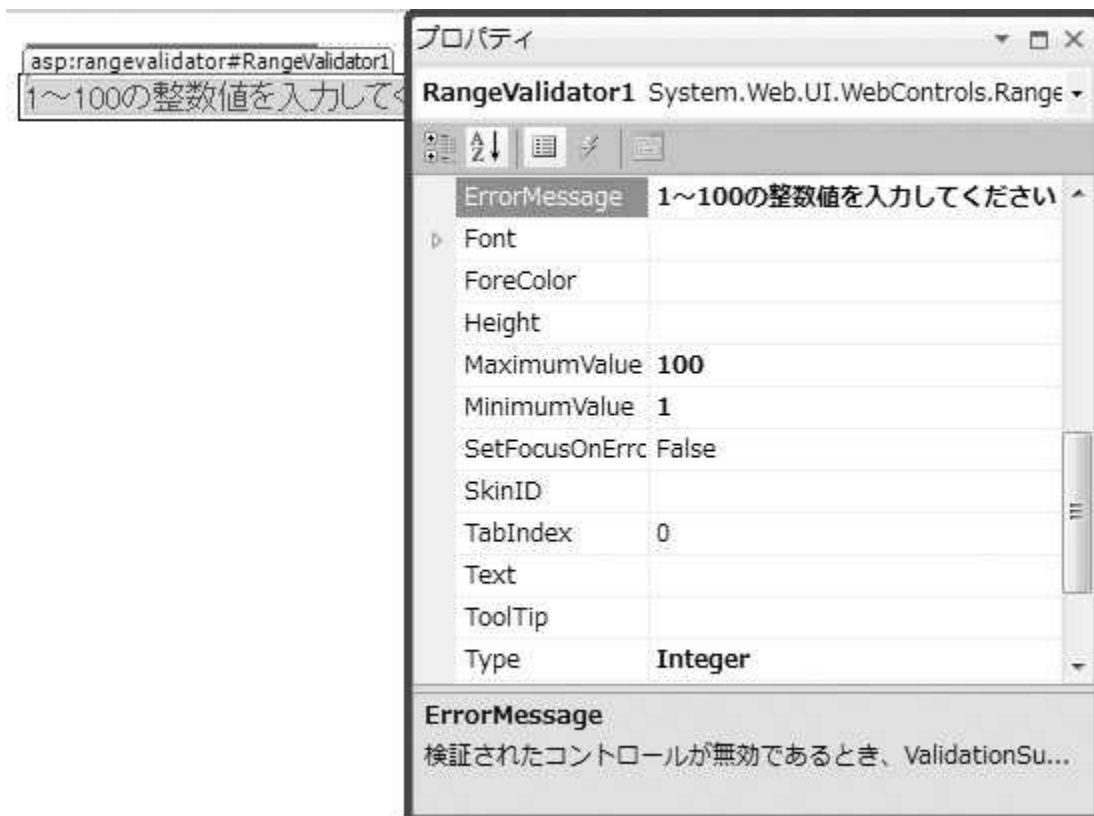 asp:rangevalidator#RangeValidator1
1～100の整数値を入力して
プロパティ
RangeValidator1 System.Web.UI.WebControls.Range
ErrorMessage 1～100の整数値を入力してください
Font
ForeColor
Height
MaximumValue 100
MinimumValue 1
SetFocusOnErrc False
SkinID
TabIndex 0
Text
ToolTip
Type Integer
ErrorMessage
検証されたコントロールが無効であるとき、ValidationSu...